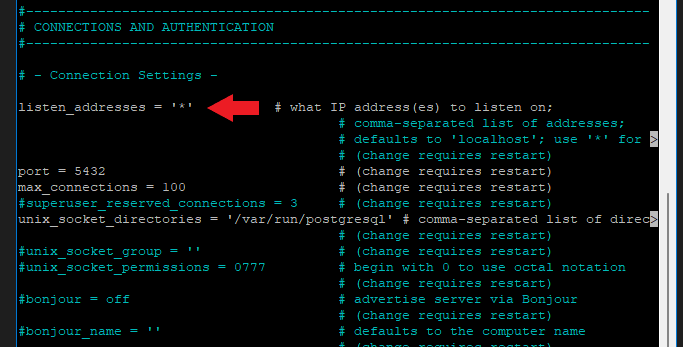 #------------------------------------------------------------------------------
# CONNECTIONS AND AUTHENTICATION
#------------------------------------------------------------------------------
# - Connection Settings -
listen_addresses = '*' # what IP address(es) to listen on;
# comma-separated list of addresses;
# defaults to 'localhost'; use '*' for >
# (change requires restart)
port = 5432 # (change requires restart)
max_connections = 100 # (change requires restart)
#superuser_reserved_connections = 3 # (change requires restart)
unix_socket_directories = '/var/run/postgresql' # comma-separated list of direc>
# (change requires restart)
#unix_socket_group = '' # (change requires restart)
#unix_socket_permissions = 0777 # begin with 0 to use octal notation
# (change requires restart)
#bonjour = off # advertise server via Bonjour
# (change requires restart)
#bonjour_name = '' # defaults to the computer name
# (change requires restart)